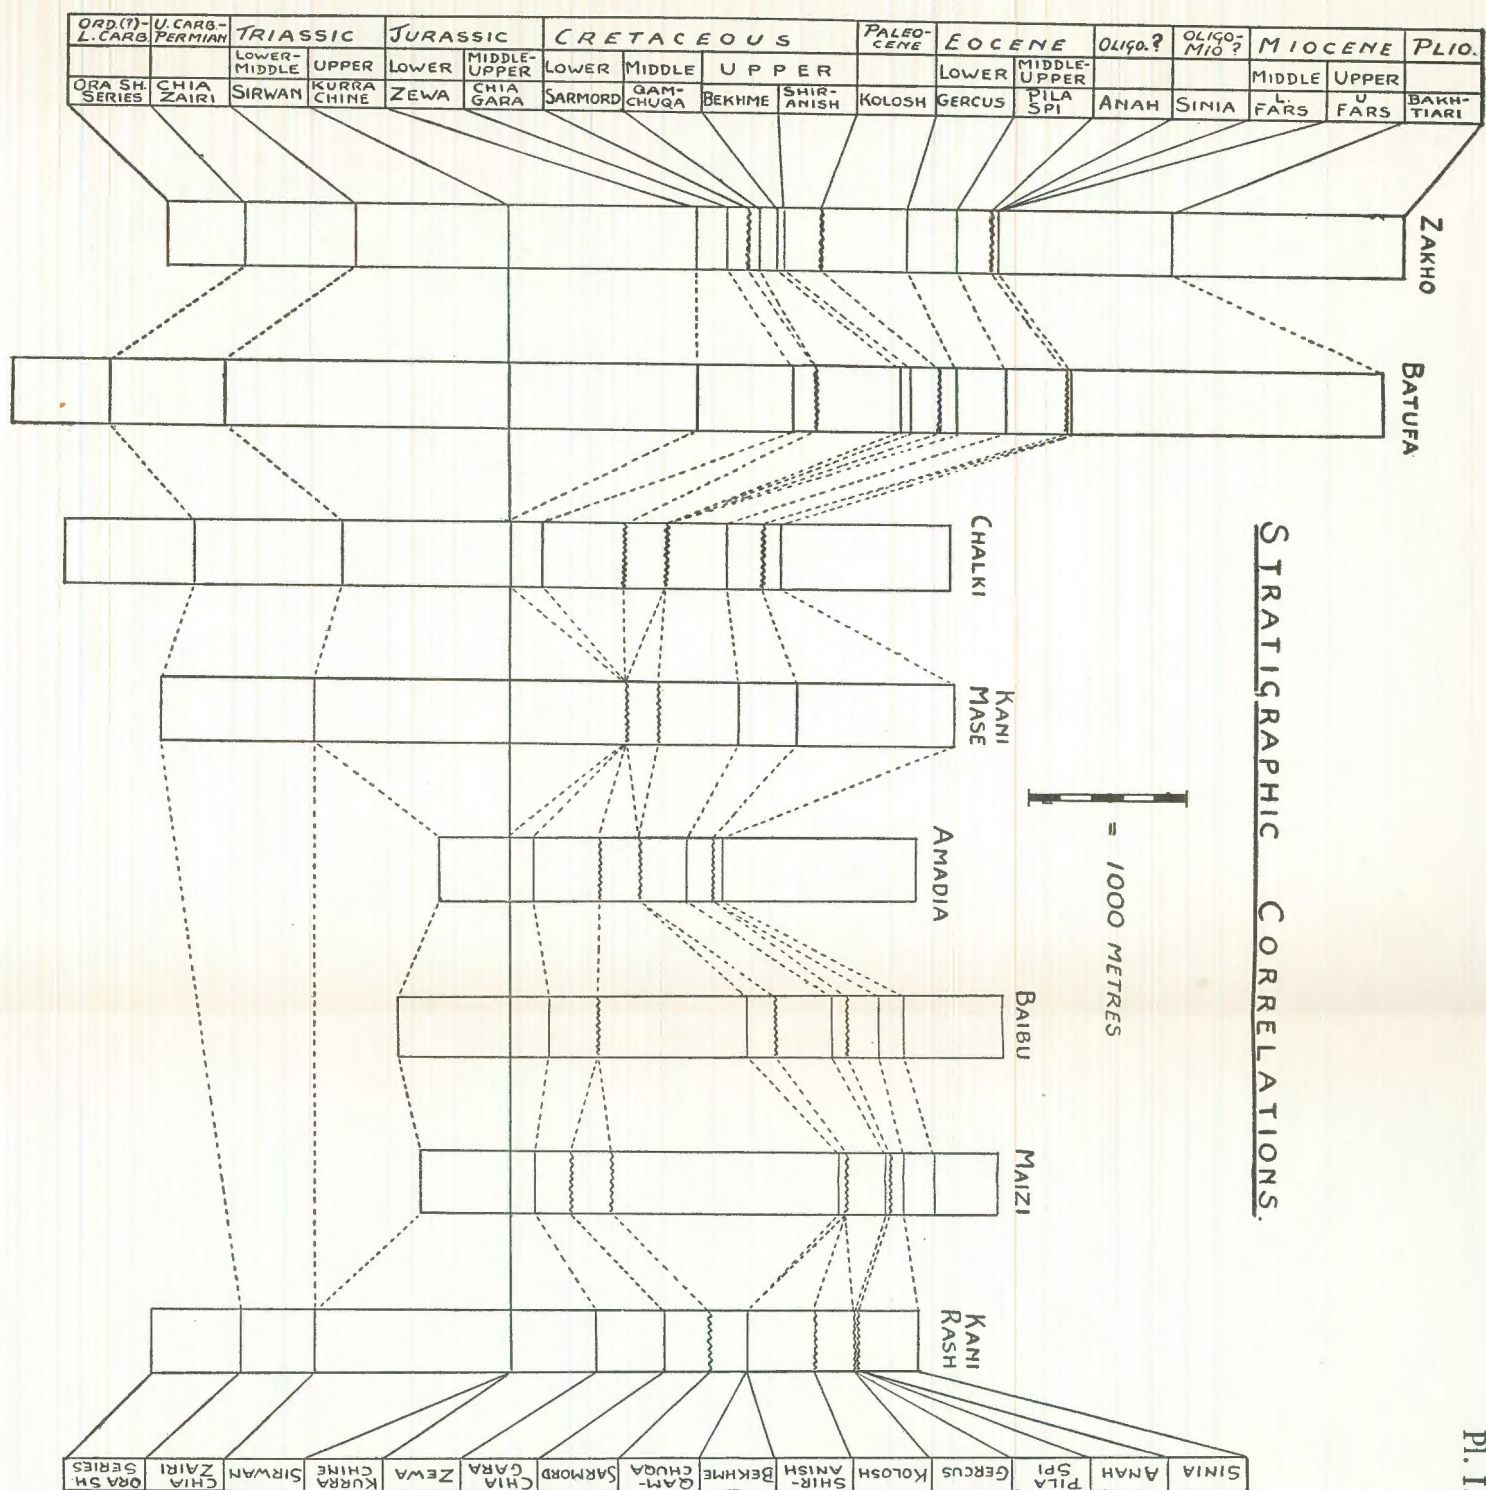 ORD.(?)-
L.CARB.
U.CARB.-
PERMIAN
TRIASSIC
JURASSIC
CRETACEOUS
PALEO-
CENE
EOCENE
OLIGO.?
OLIGO-
MIO?
MIOCENE
PLIO.
LOWER-
MIDDLE
UPPER
LOWER
MIDDLE-
UPPER
LOWER
MIDDLE
UPPER
LOWER
MIDDLE-
UPPER
MIDDLE
UPPER
ORA SH.
SERIES
CHIA
ZAIRI
SIRWAN
KURRA
CHINE
ZEWA
CHIA
GARA
SARMORD
QAM-
CHUQA
BEKHME
SHIR-
ANISH
KOLOSH
GERCUS
PILA
SPI
ANAH
SINIA
L.
FARS
U
FARS
BAKH-
TIARI
ZAKHO
BATUFA
CHALKI
KANI
MASE
AMADIA
BAIBU
MAIZI
KANI
RASH
STRATIGRAPHIC CORRELATIONS.
= 1000 METRES
ORA SH.
SERIES
CHIA
ZAIRI
SIRWAN
KURRA
CHINE
ZEWA
CHIA
GARA
SARMORD
QAM-
CHUQA
BEKHME
SHIR-
ANISH
KOLOSH
GERCUS
PILA
SPI
ANAH
SINIA